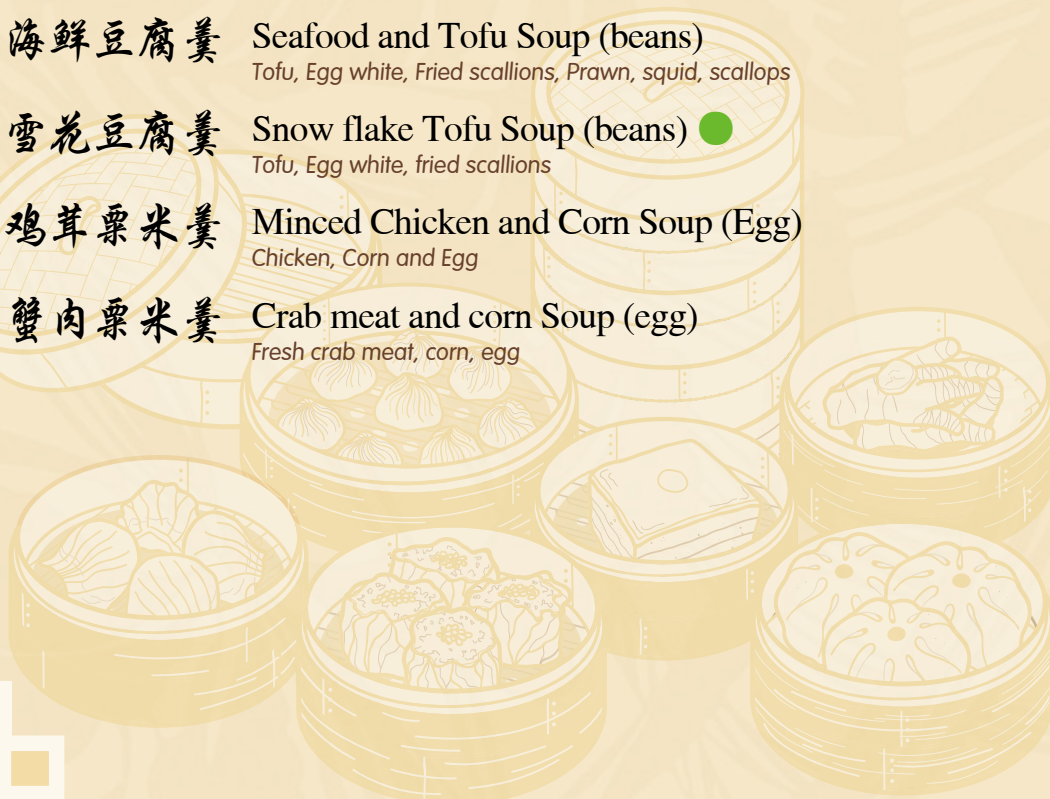 海鲜豆腐羹 Seafood and Tofu Soup (beans)
Tofu, Egg white, Fried scallions, Prawn, squid, scallops
雪花豆腐羹 Snow flake Tofu Soup (beans)
Tofu, Egg white, fried scallions
鸡茸粟米羹 Minced Chicken and Corn Soup (Egg)
Chicken, Corn and Egg
蟹肉粟米羹 Crab meat and corn Soup (egg)
Fresh crab meat, corn, egg